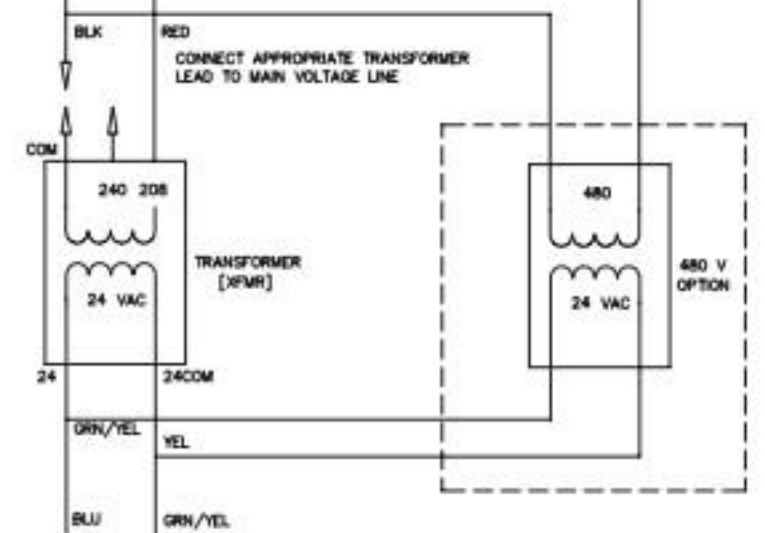 BLK
RED
CONNECT APPROPRIATE TRANSFORMER
LEAD TO MAIN VOLTAGE LINE
COM
240 208
480
TRANSFORMER
[XFMR]
480 V
OPTION
24 VAC
24 VAC
24
24COM
GRN/YEL
YEL
BLU
GRN/YEL